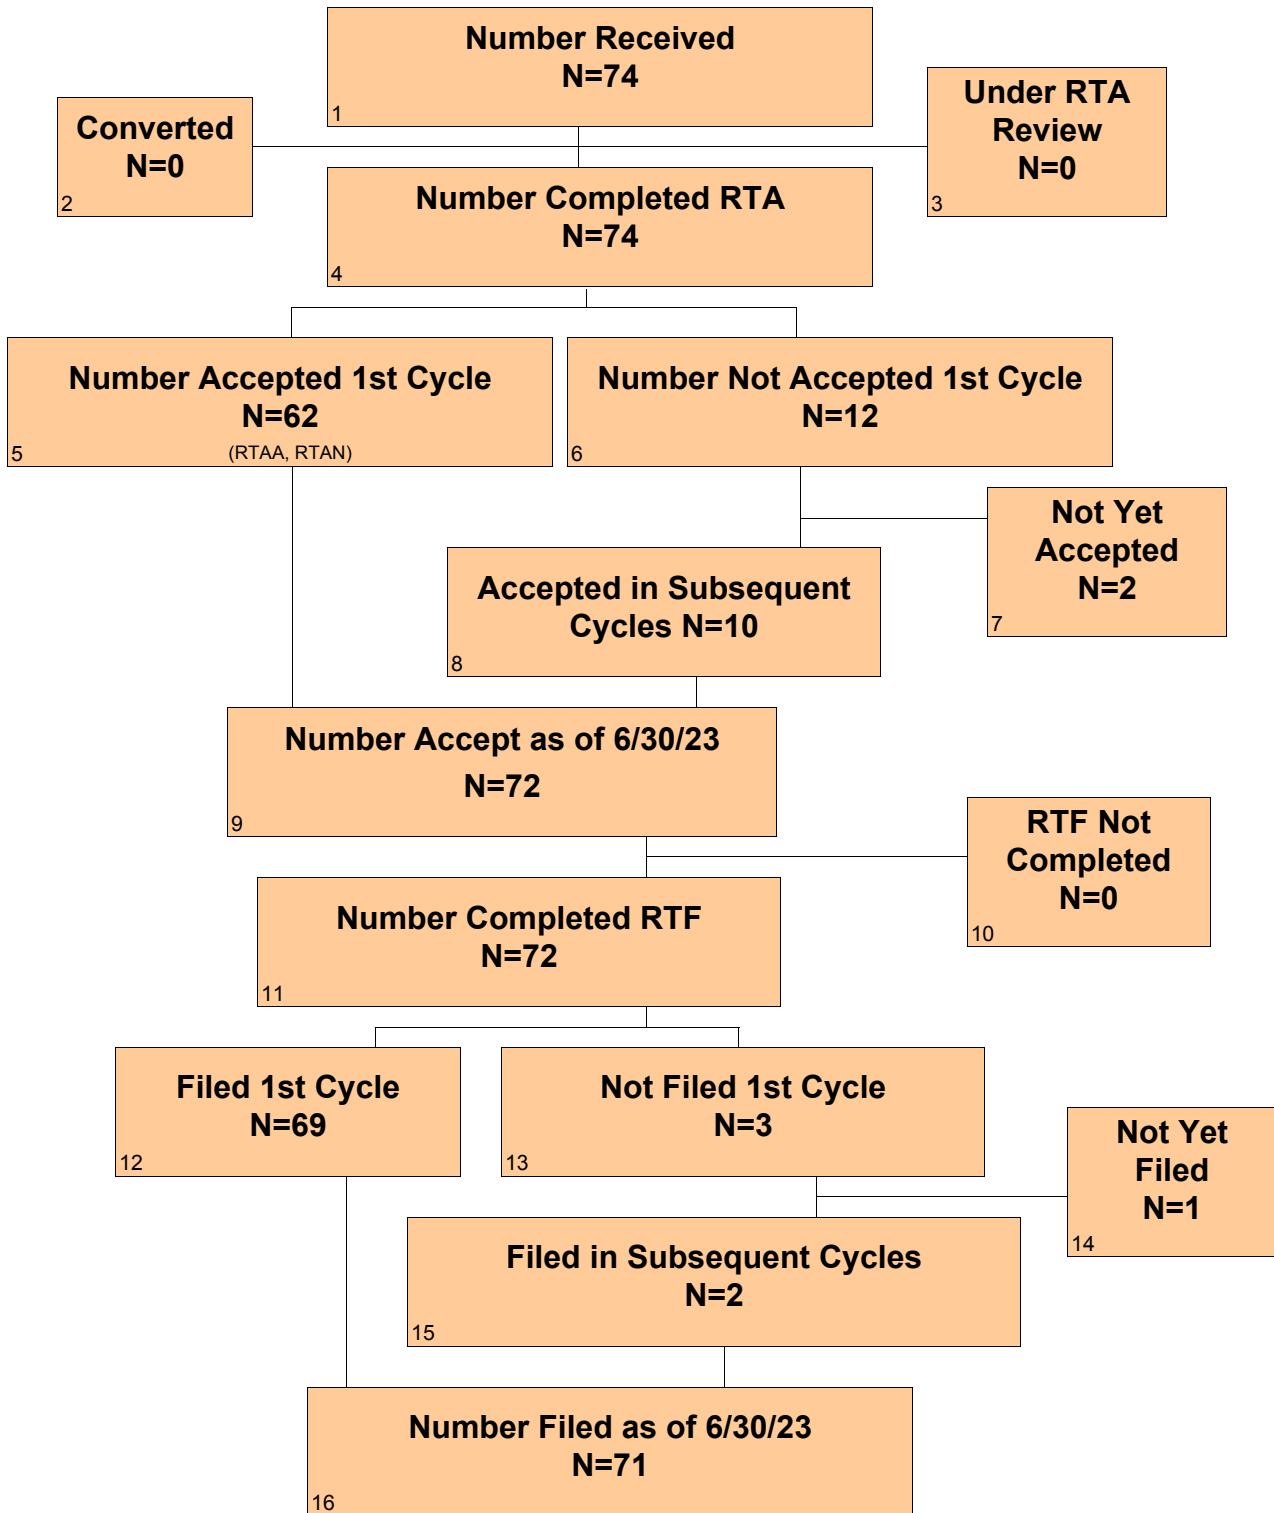 Number Received
N=74
1
Converted
N=0
2
Under RTA
Review
N=0
3
Number Completed RTA
N=74
4
Number Accepted 1st Cycle
N=62
(RTAA, RTAN)
5
Number Not Accepted 1st Cycle
N=12
6
Not Yet
Accepted
N=2
7
Accepted in Subsequent
Cycles N=10
8
Number Accept as of 6/30/23
N=72
9
RTF Not
Completed
N=0
10
Number Completed RTF
N=72
11
Filed 1st Cycle
N=69
12
Not Filed 1st Cycle
N=3
13
Not Yet
Filed
N=1
14
Filed in Subsequent Cycles
N=2
15
Number Filed as of 6/30/23
N=71
16